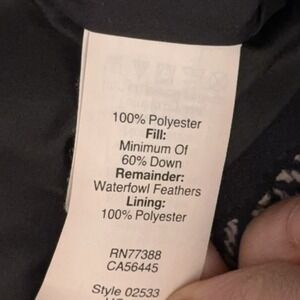 100% Polyester
Fill:
Minimum Of
60% Down
Remainder:
Waterfowl Feathers
Lining:
100% Polyester
RN77388
CA56445
Style 02533